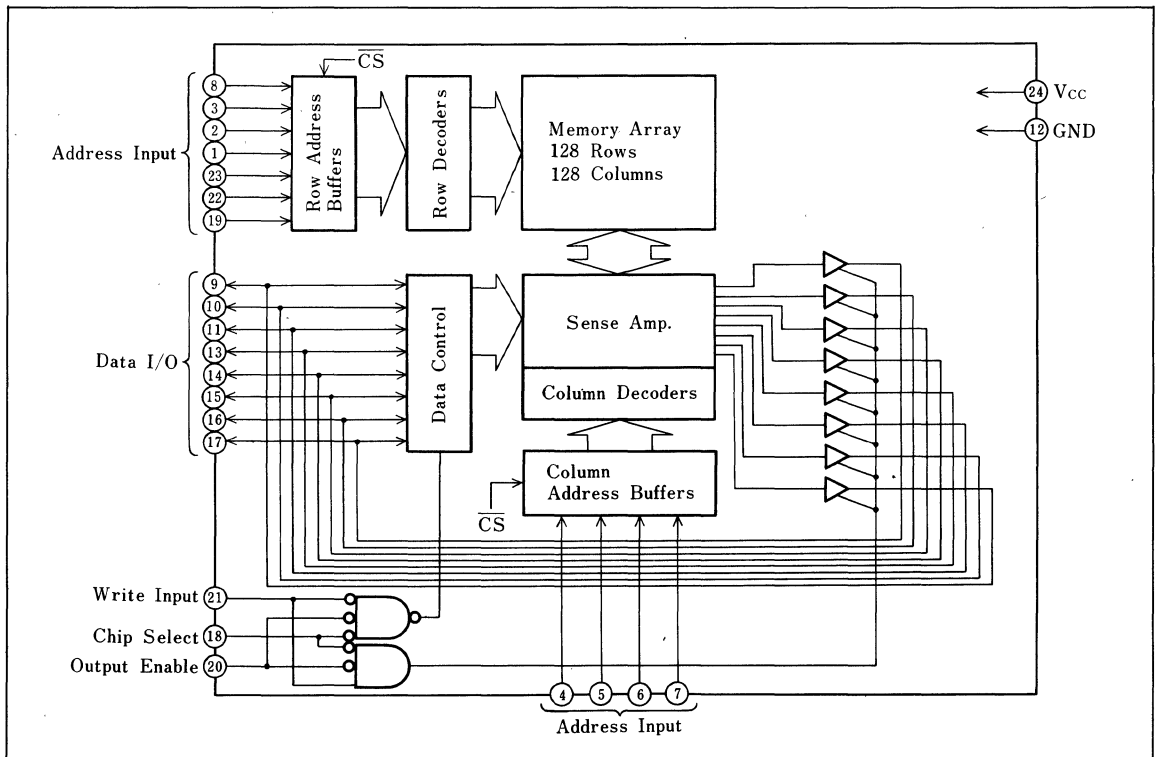 CS
8
3
2
1
23
22
19
Address Input
Row Address
Buffers
Row Decoders
Memory Array
128 Rows
128 Columns
24 VCC
12 GND
9
10
11
13
14
15
16
17
Data I/O
Data Control
Sense Amp.
Column Decoders
Column
Address Buffers
CS
Write Input 21
Chip Select 18
Output Enable 20
4 5 6 7
Address Input